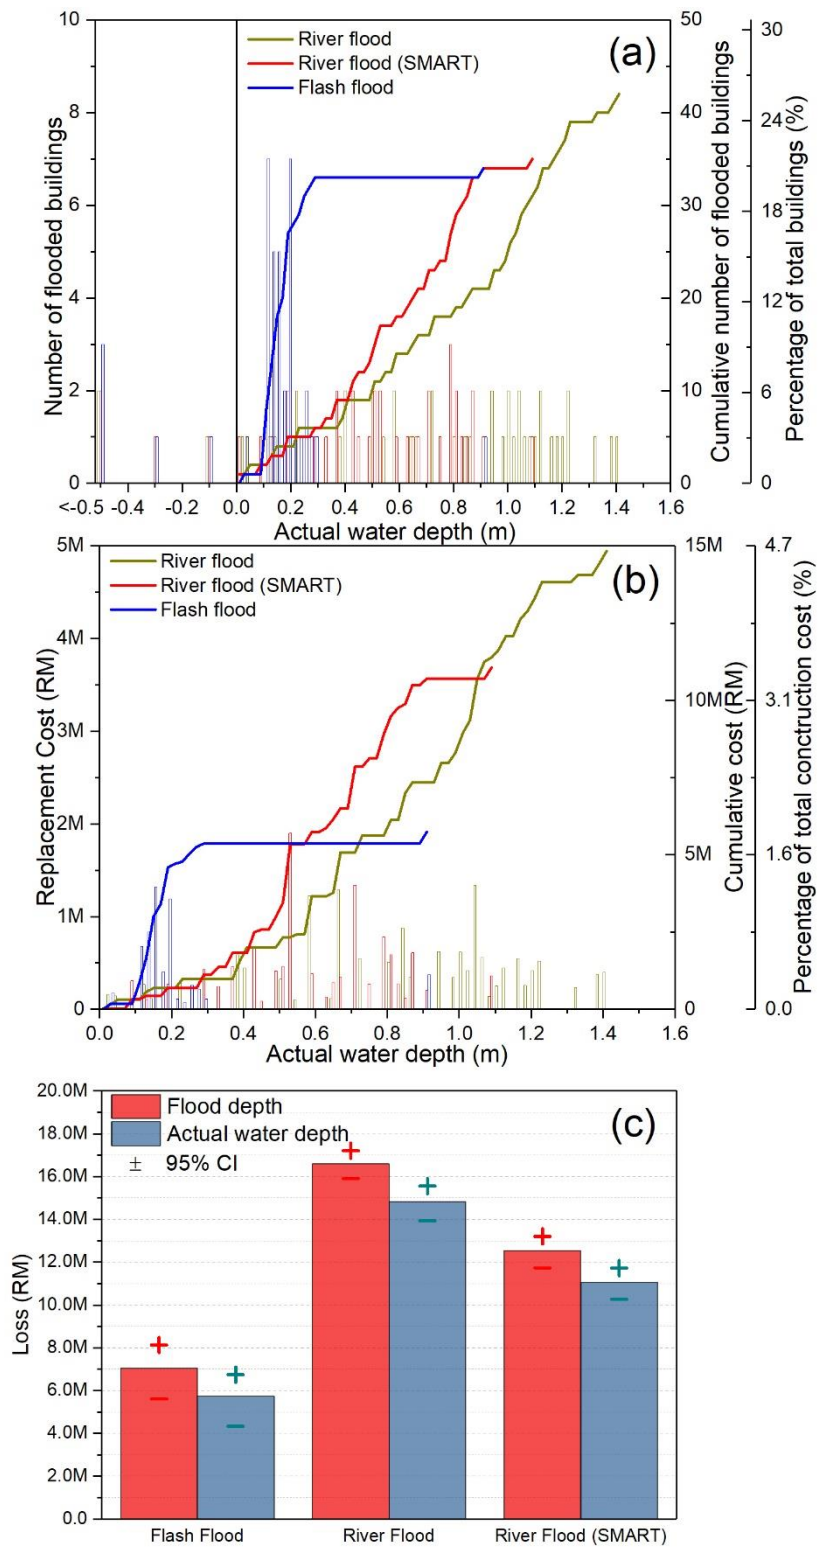 10
8
6
4
2
0
Number of flooded buildings
River flood
River flood (SMART)
Flash flood
(a)
50
40
30
20
10
0
Cumulative number of flooded buildings
30
24
18
12
6
0
Percentage of total buildings (%)
<-0.5 -0.4 -0.2 0.0 0.2 0.4 0.6 0.8 1.0 1.2 1.4 1.6
Actual water depth (m)
5M
4M
3M
2M
1M
0
Replacement Cost (RM)
River flood
River flood (SMART)
Flash flood
(b)
15M
10M
5M
0
Cumulative cost (RM)
4.7
3.1
1.6
0.0
Percentage of total conctruction cost (%)
0.0 0.2 0.4 0.6 0.8 1.0 1.2 1.4 1.6
Actual water depth (m)
20.0M
18.0M
16.0M
14.0M
12.0M
10.0M
8.0M
6.0M
4.0M
2.0M
0.0
Loss (RM)
Flood depth
Actual water depth
± 95% CI
(c)
Flash Flood River Flood River Flood (SMART)